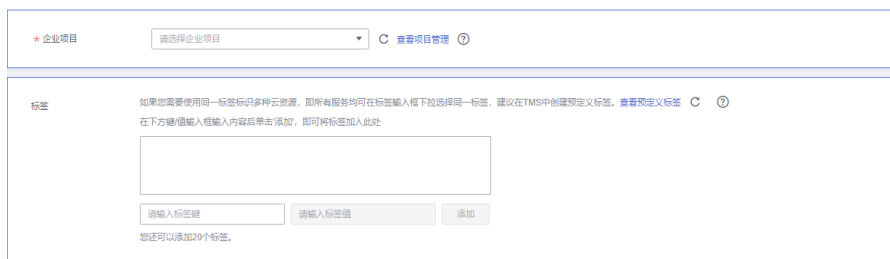 * 企业项目 请选择企业项目 查看项目管理
标签 如果您需要使用同一标签标识多种云资源，即所有服务均可在标签输入框下拉选择同一标签，建议在TMS中创建预定义标签。查看预定义标签
在下方键/值输入框输入内容后单击'添加'，即可将标签加入此处
请输入标签键 请输入标签值 添加
您还可以添加20个标签。